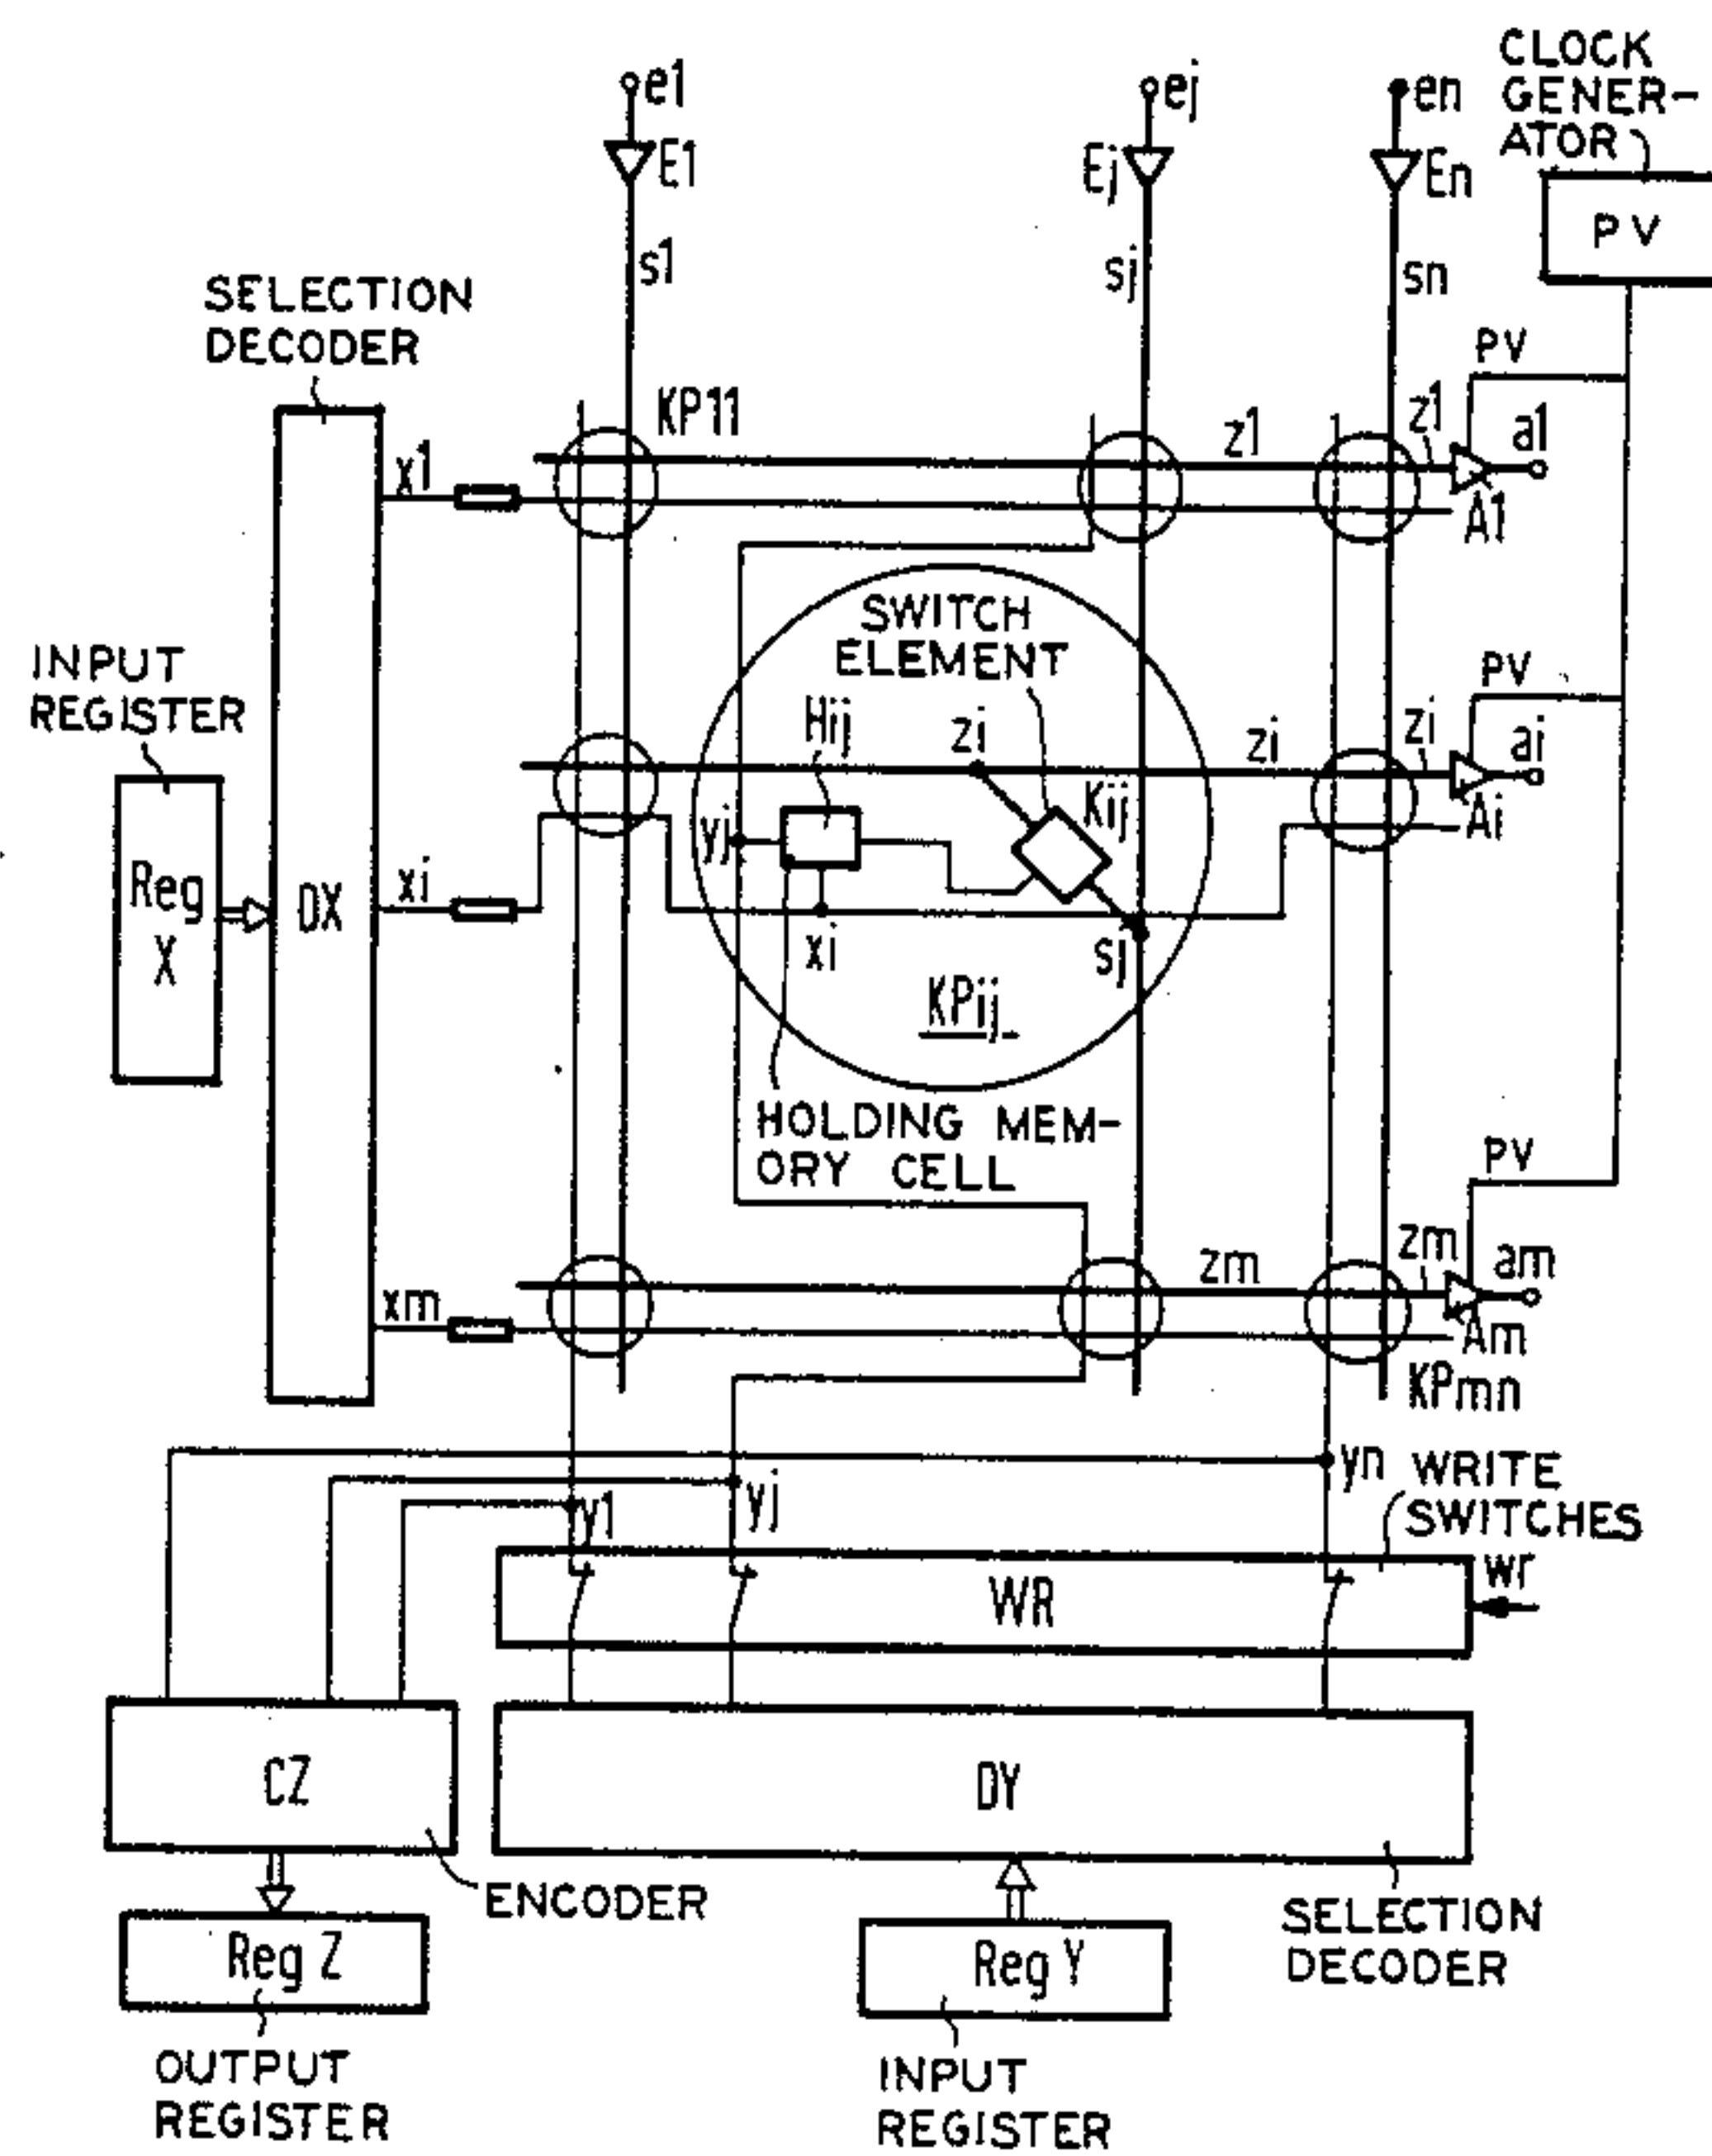 CLOCK
GENER-
ATOR
e1
ej
en
E1
Ej
En
PV
s1
sj
sn
SELECTION
DECODER
PV
KP11
z1
z1
a1
x1
A1
SWITCH
ELEMENT
INPUT
REGISTER
PV
Hij
zi
zi
zi
ai
Kij
yj
Ai
Reg
X
DX
xi
xi
sj
KPij
HOLDING MEM-
ORY CELL
PV
zm
zm
am
xm
Am
KPmn
yn
WRITE
SWITCHES
y1
yj
WR
wr
CZ
DY
ENCODER
SELECTION
DECODER
Reg Z
Reg Y
OUTPUT
REGISTER
INPUT
REGISTER